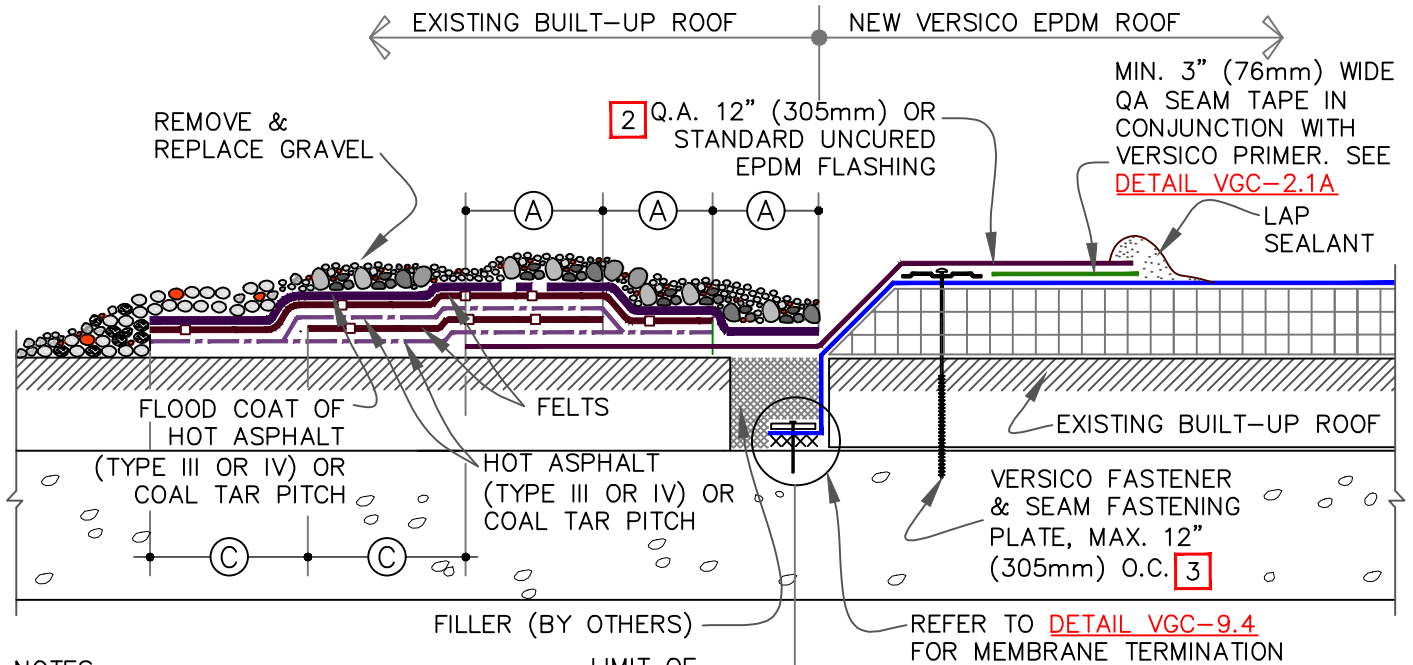 EXISTING BUILT-UP ROOF
NEW VERSICO EPDM ROOF
MIN. 3" (76mm) WIDE
QA SEAM TAPE IN
CONJUNCTION WITH
VERSICO PRIMER. SEE
DETAIL VGC-2.1A
2
Q.A. 12" (305mm) OR
STANDARD UNCURED
EPDM FLASHING
REMOVE &
REPLACE GRAVEL
A
A
A
LAP
SEALANT
FLOOD COAT OF
HOT ASPHALT
(TYPE III OR IV) OR
COAL TAR PITCH
FELTS
HOT ASPHALT
(TYPE III OR IV) OR
COAL TAR PITCH
EXISTING BUILT-UP ROOF
VERSICO FASTENER
& SEAM FASTENING
PLATE, MAX. 12"
(305mm) O.C.
3
C
C
FILLER (BY OTHERS)
REFER TO DETAIL VGC-9.4
FOR MEMBRANE TERMINATION
NOTES
LIMIT OF